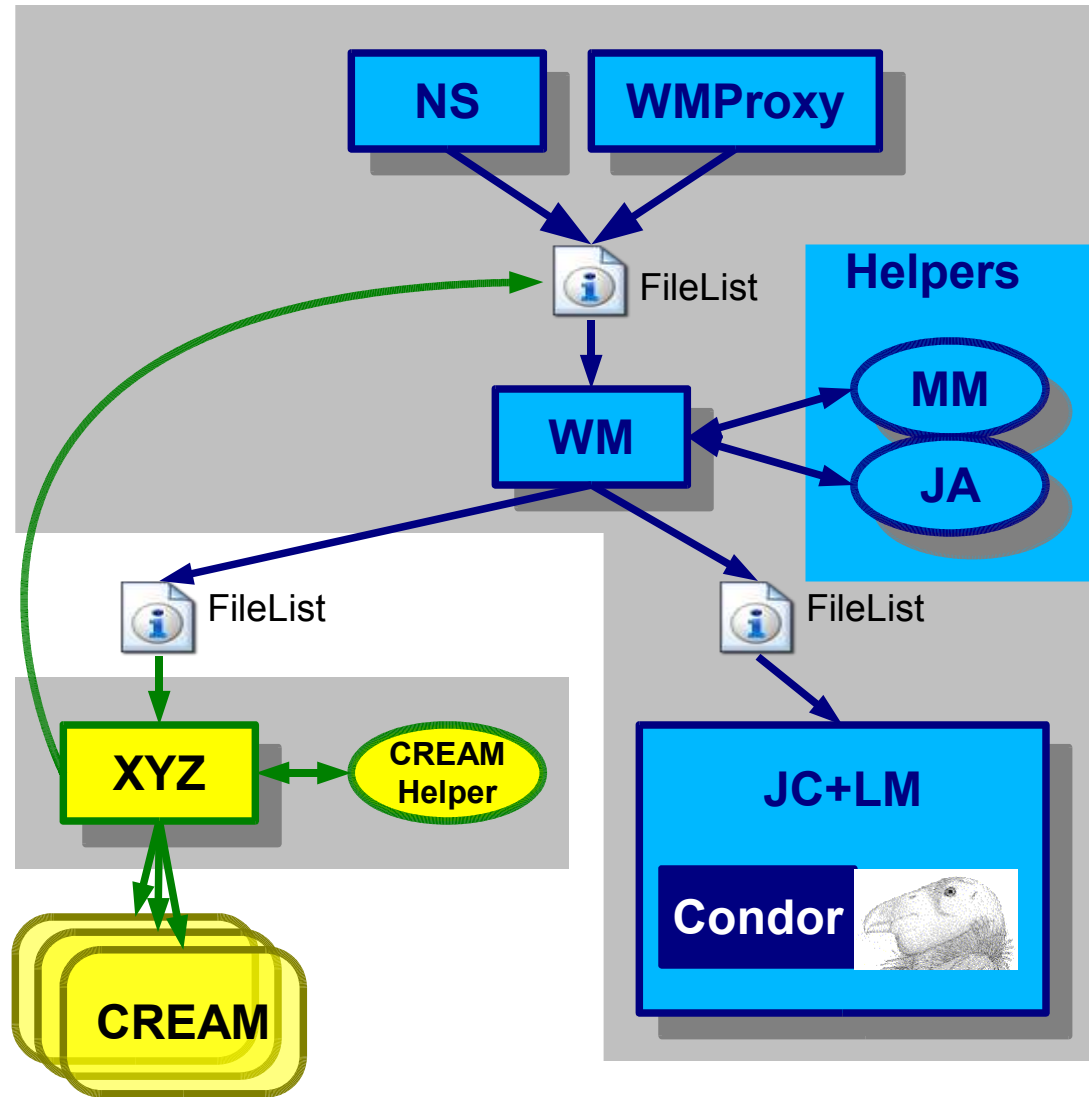 NS
WMProxy
FileList
Helpers
MM
WM
JA
FileList
FileList
XYZ
CREAM
Helper
JC+LM
Condor
CREAM